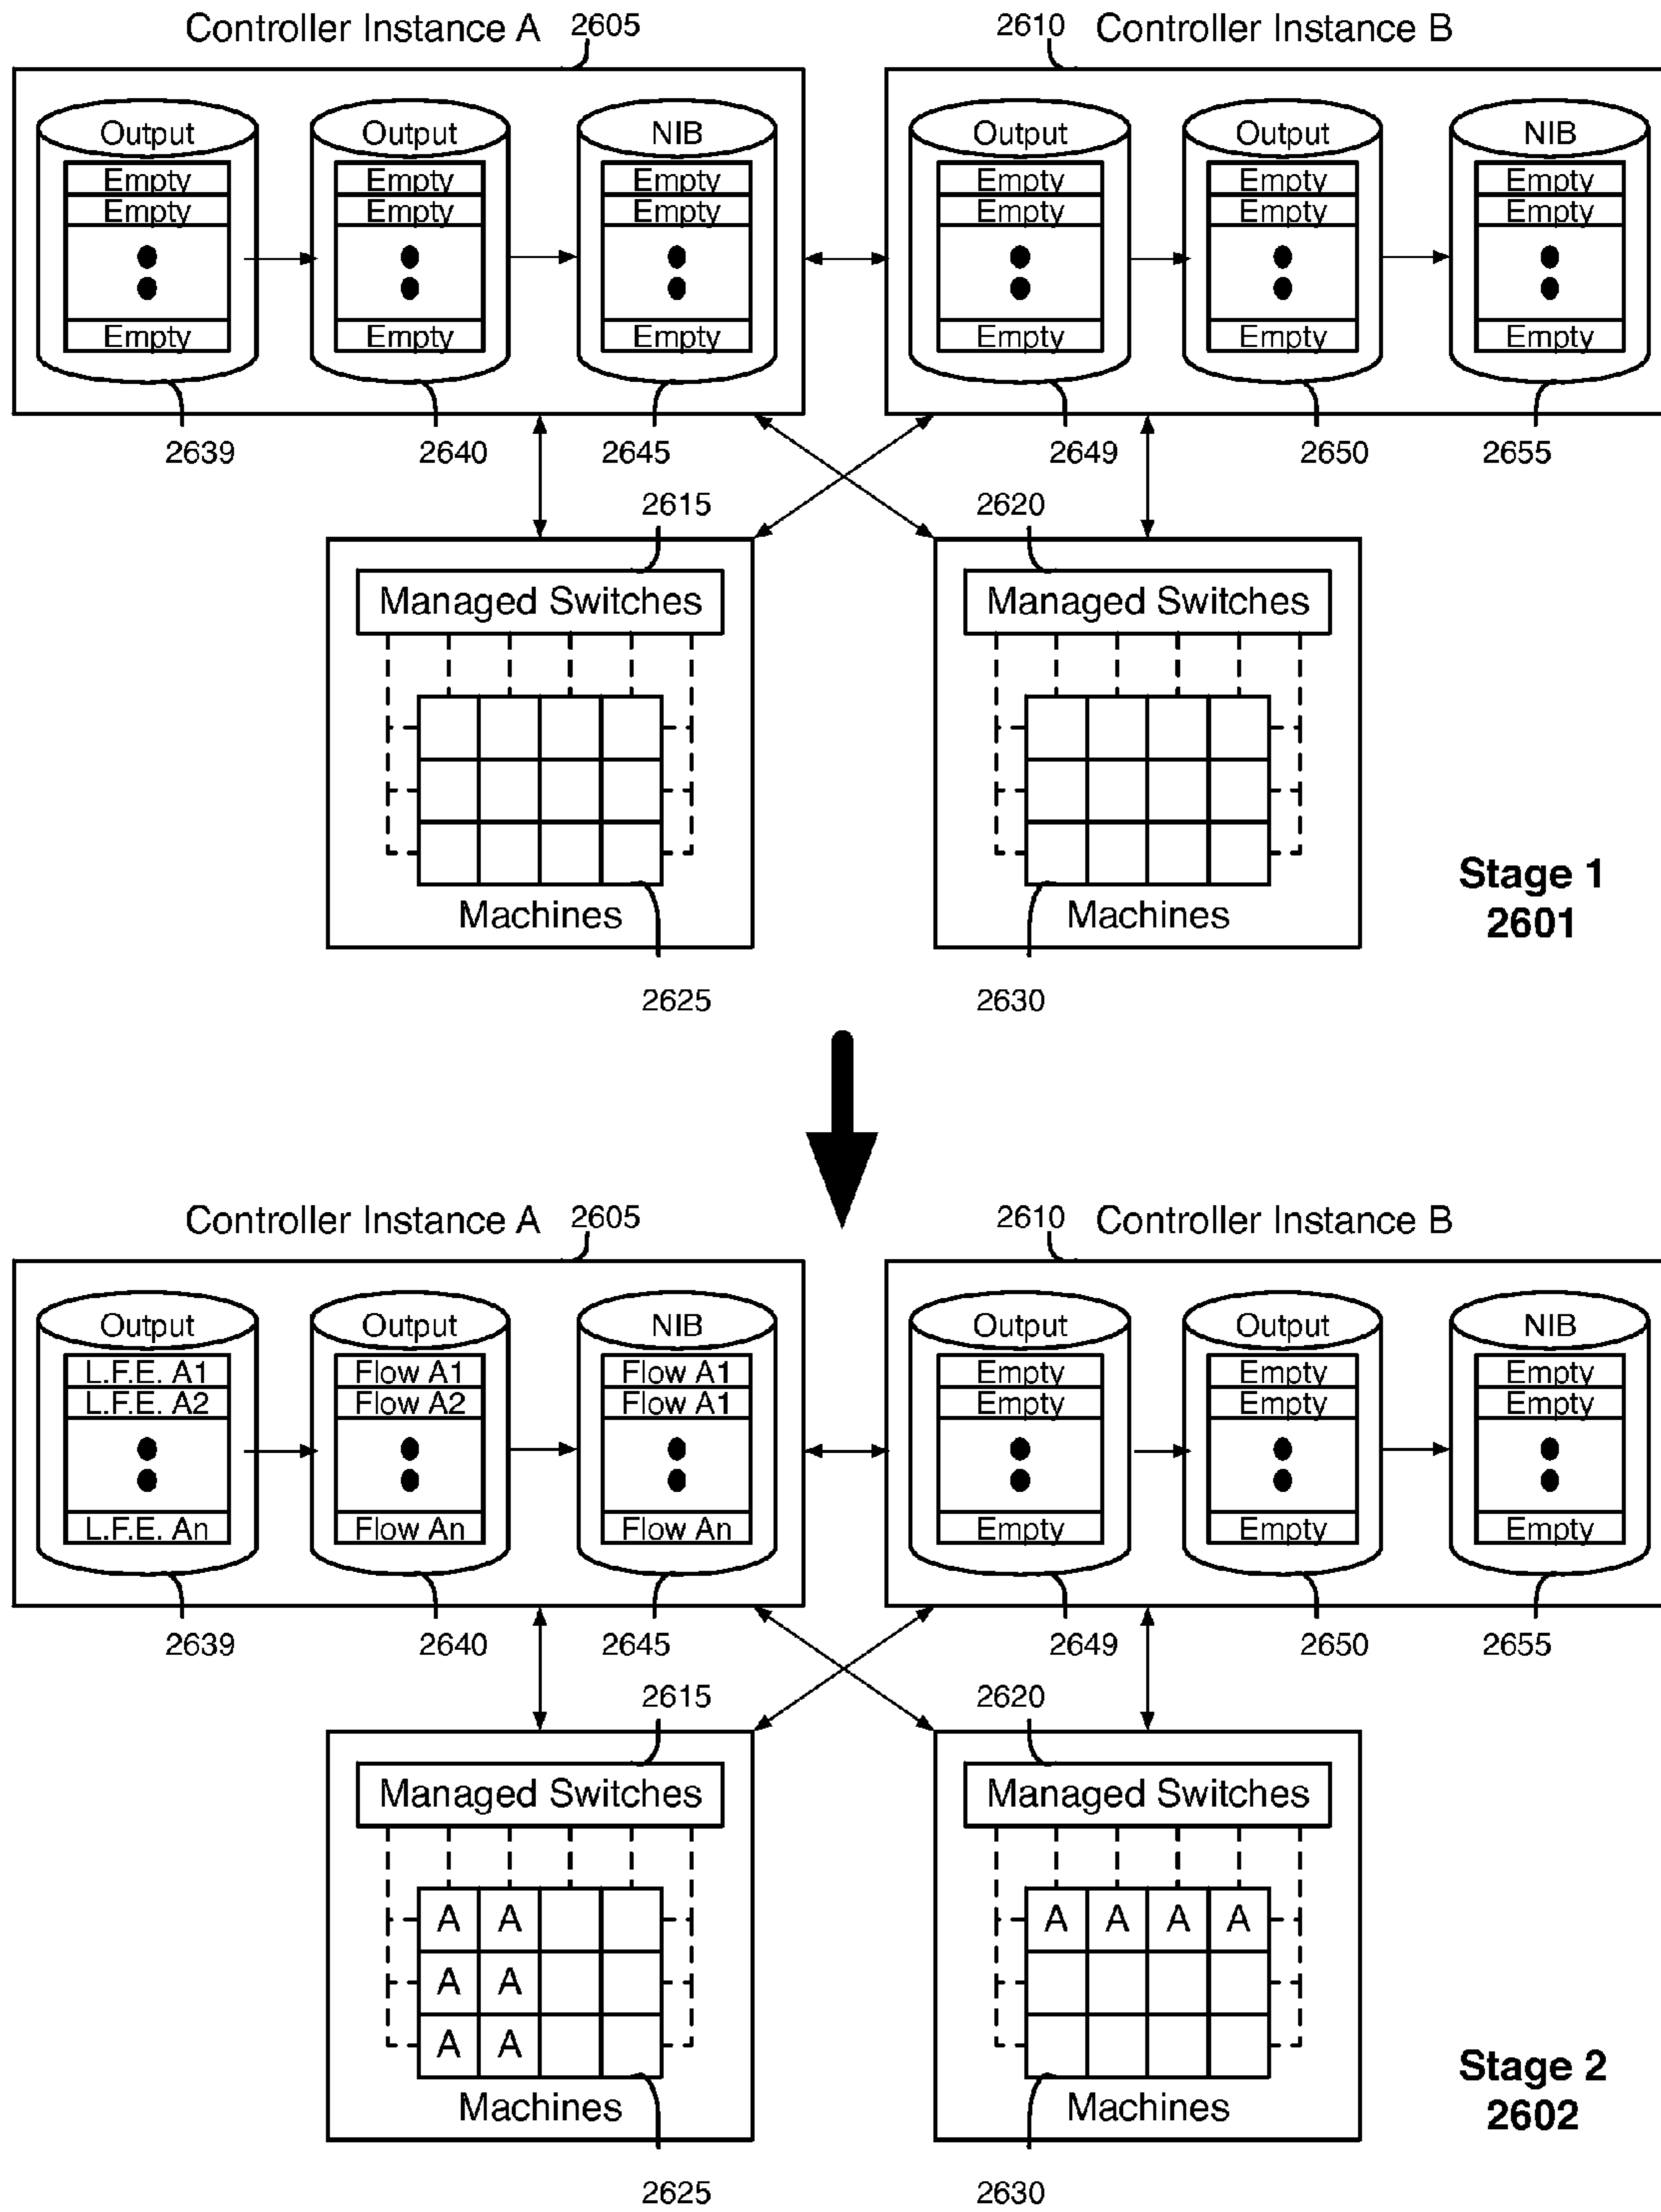 Controller Instance A 2605
2610 Controller Instance B
Output
Empty
Empty
Empty
Output
Empty
Empty
Empty
NIB
Empty
Empty
Empty
Output
Empty
Empty
Empty
Output
Empty
Empty
Empty
NIB
Empty
Empty
Empty
2639
2640
2645
2649
2650
2655
2615
2620
Managed Switches
Managed Switches
Machines
Machines
2625
2630
Stage 1
2601
Controller Instance A 2605
2610 Controller Instance B
Output
L.F.E. A1
L.F.E. A2
L.F.E. An
Output
Flow A1
Flow A2
Flow An
NIB
Flow A1
Flow A1
Flow An
Output
Empty
Empty
Empty
Output
Empty
Empty
Empty
NIB
Empty
Empty
Empty
2639
2640
2645
2649
2650
2655
2615
2620
Managed Switches
Managed Switches
A A
A A
A A
A A A A
Machines
Machines
2625
2630
Stage 2
2602